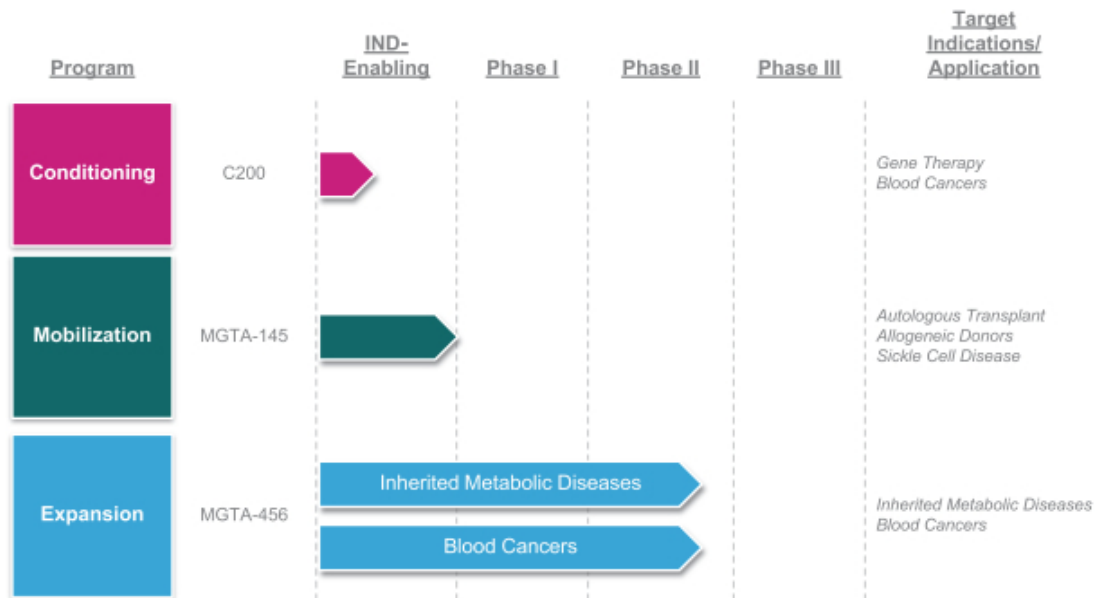 Program
IND-
Enabling
Phase I
Phase II
Phase III
Target
Indications/
Application
Conditioning
C200
Gene Therapy
Blood Cancers
Mobilization
MGTA-145
Autologous Transplant
Allogeneic Donors
Sickle Cell Disease
Expansion
MGTA-456
Inherited Metabolic Diseases
Blood Cancers
Inherited Metabolic Diseases
Blood Cancers